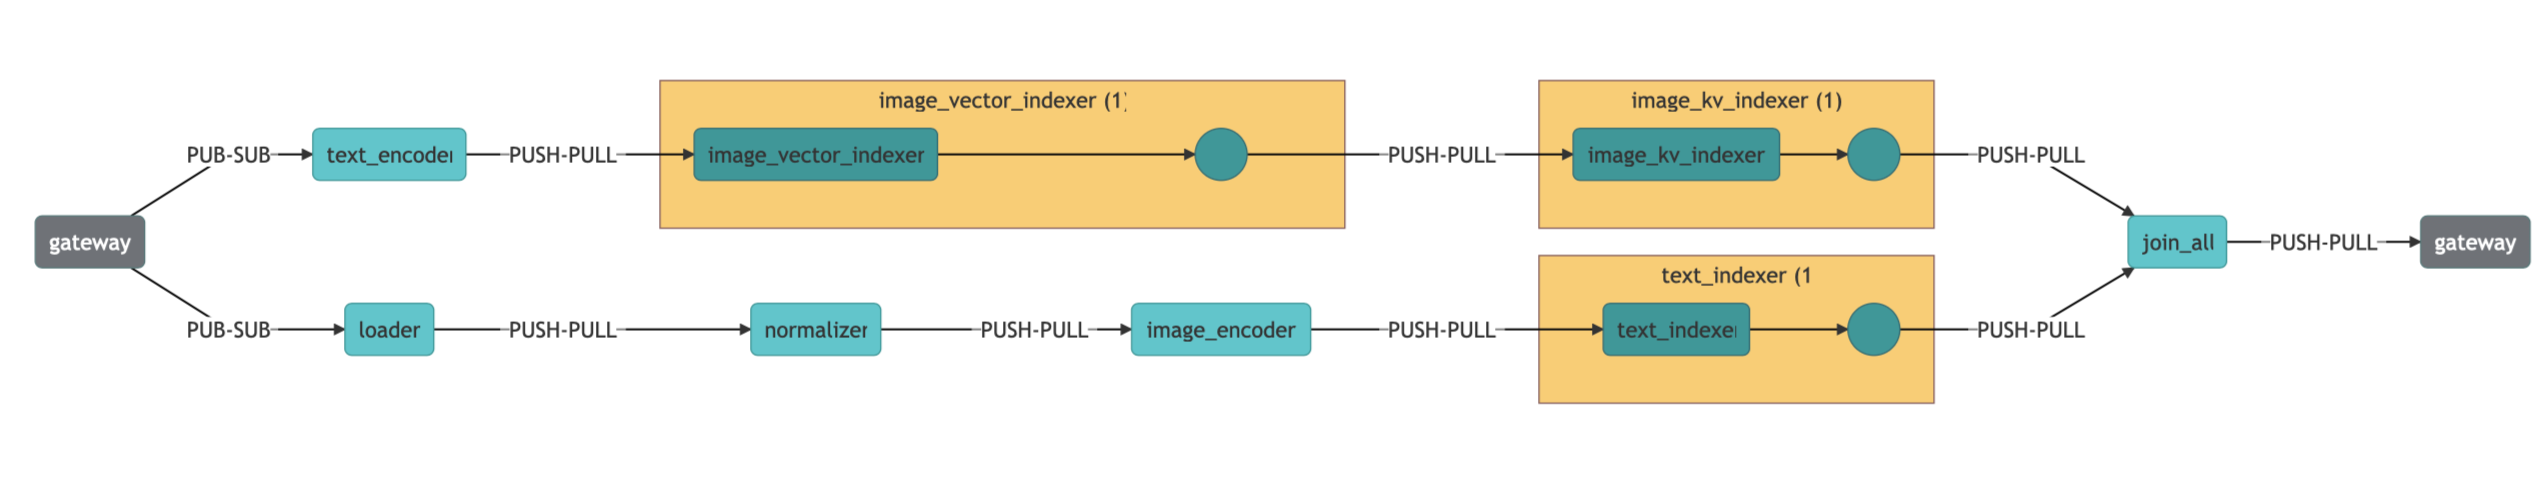 image_vector_indexer (1)
image_kv_indexer (1)
PUB-SUB
text_encoder
PUSH-PULL
image_vector_indexer
PUSH-PULL
image_kv_indexer
PUSH-PULL
gateway
join_all
PUSH-PULL
gateway
text_indexer (1
PUB-SUB
loader
PUSH-PULL
normalizer
PUSH-PULL
image_encoder
PUSH-PULL
text_indexer
PUSH-PULL